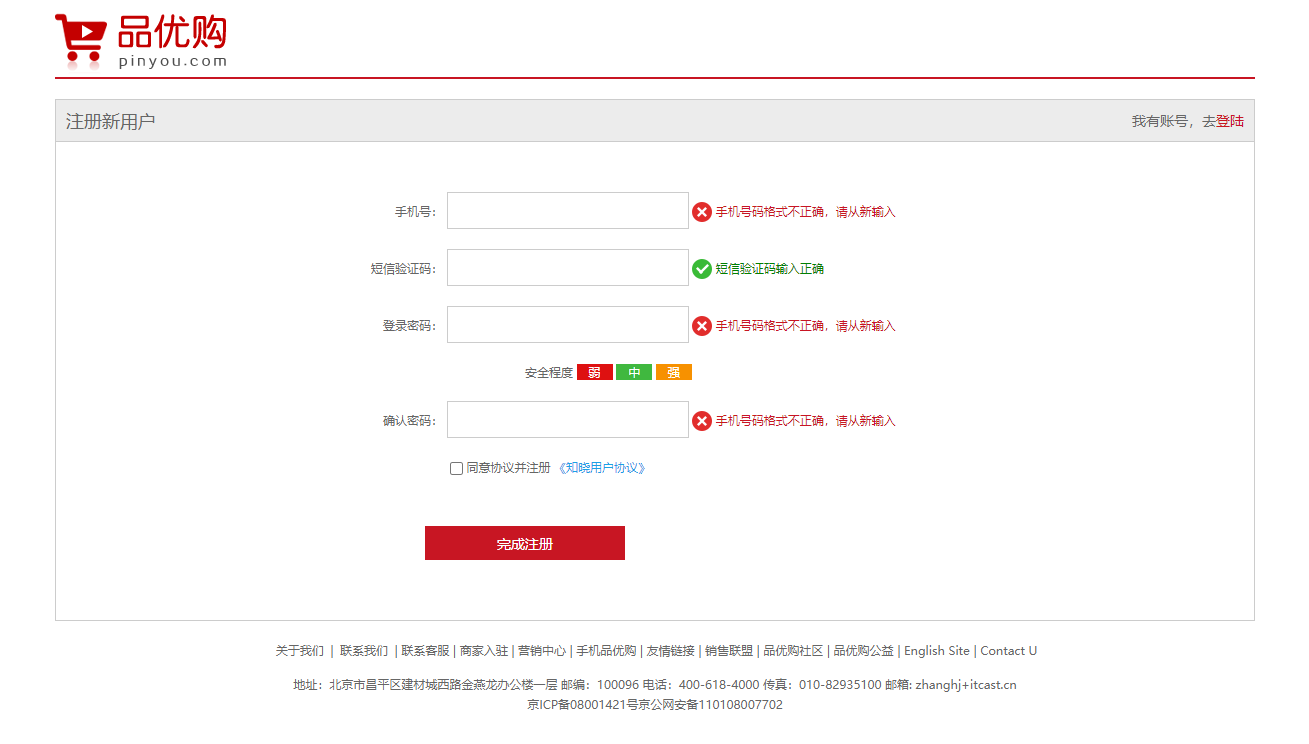 品优购
pinyou.com
注册新用户
我有账号，去登陆
手机号：
手机号码格式不正确，请从新输入
短信验证码：
短信验证码输入正确
登录密码：
手机号码格式不正确，请从新输入
安全程度 弱 中 强
确认密码：
手机号码格式不正确，请从新输入
同意协议并注册 《知晓用户协议》
完成注册
关于我们 | 联系我们 | 联系客服 | 商家入驻 | 营销中心 | 手机品优购 | 友情链接 | 销售联盟 | 品优购社区 | 品优购公益 | English Site | Contact U
地址：北京市昌平区建材城西路金燕龙办公楼一层 邮编：100096 电话：400-618-4000 传真：010-82935100 邮箱: zhanghj+itcast.cn
京ICP备08001421号京公网安备110108007702